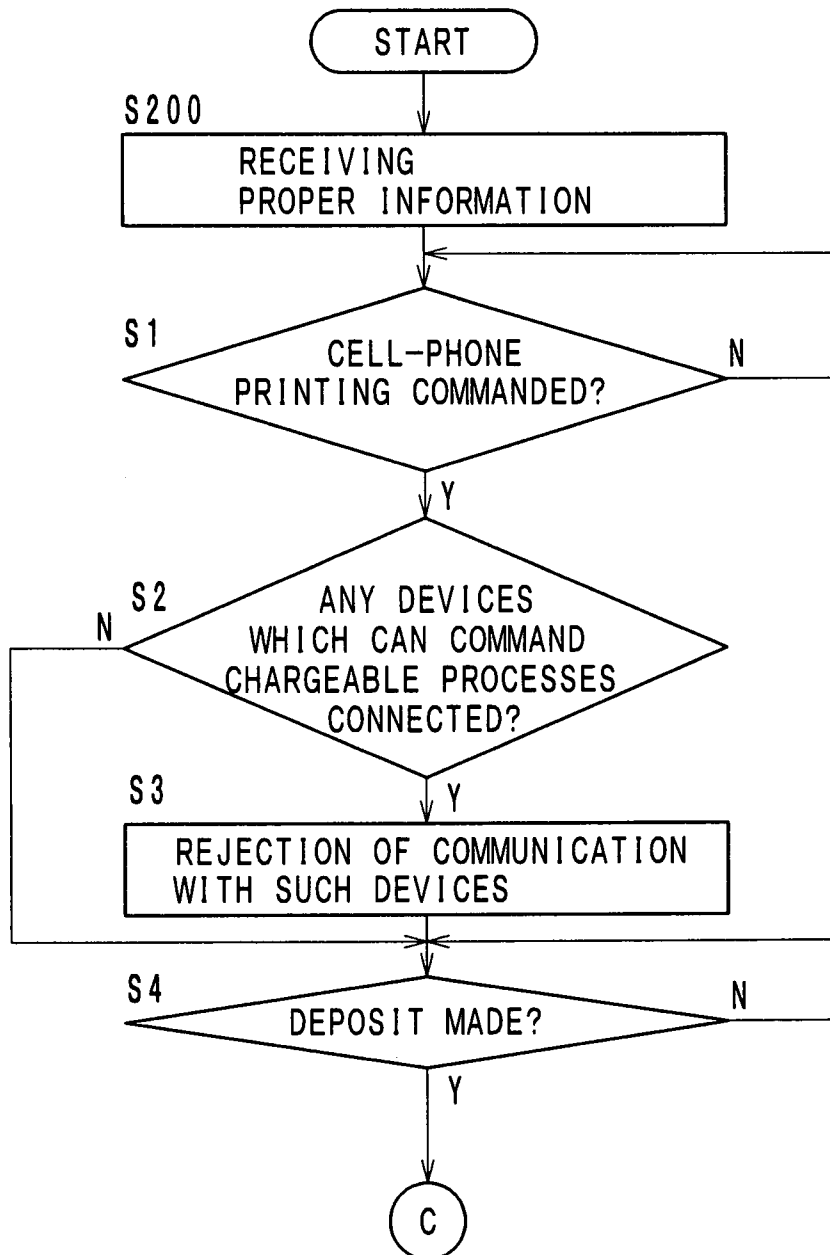 START
S200
RECEIVING
PROPER INFORMATION
S1
CELL-PHONE
PRINTING COMMANDED?
N
Y
S2
N
ANY DEVICES
WHICH CAN COMMAND
CHARGEABLE PROCESSES
CONNECTED?
S3
Y
REJECTION OF COMMUNICATION
WITH SUCH DEVICES
S4
DEPOSIT MADE?
N
Y
C